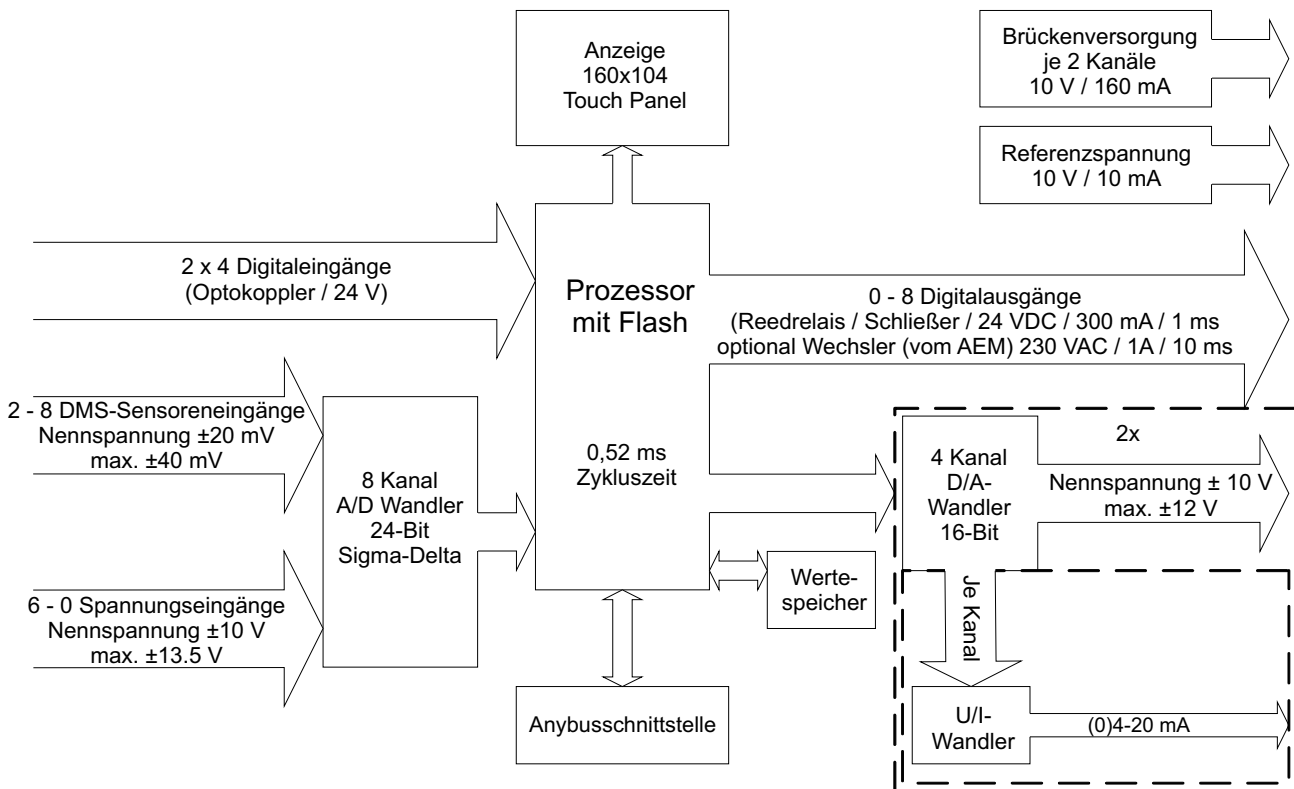 Anzeige
160x104
Touch Panel
Brückenversorgung
je 2 Kanäle
10 V / 160 mA
Referenzspannung
10 V / 10 mA
2 x 4 Digitaleingänge
(Optokoppler / 24 V)
Prozessor
mit Flash
0,52 ms
Zykluszeit
0 - 8 Digitalausgänge
(Reedrelais / Schließer / 24 VDC / 300 mA / 1 ms
optional Wechsler (vom AEM) 230 VAC / 1A / 10 ms
2 - 8 DMS-Sensoreneingänge
Nennspannung ±20 mV
max. ±40 mV
8 Kanal
A/D Wandler
24-Bit
Sigma-Delta
6 - 0 Spannungseingänge
Nennspannung ±10 V
max. ±13.5 V
4 Kanal
D/A-
Wandler
16-Bit
2x
Nennspannung ± 10 V
max. ±12 V
Werte-
speicher
Je Kanal
Anybusschnittstelle
U/I-
Wandler
(0)4-20 mA